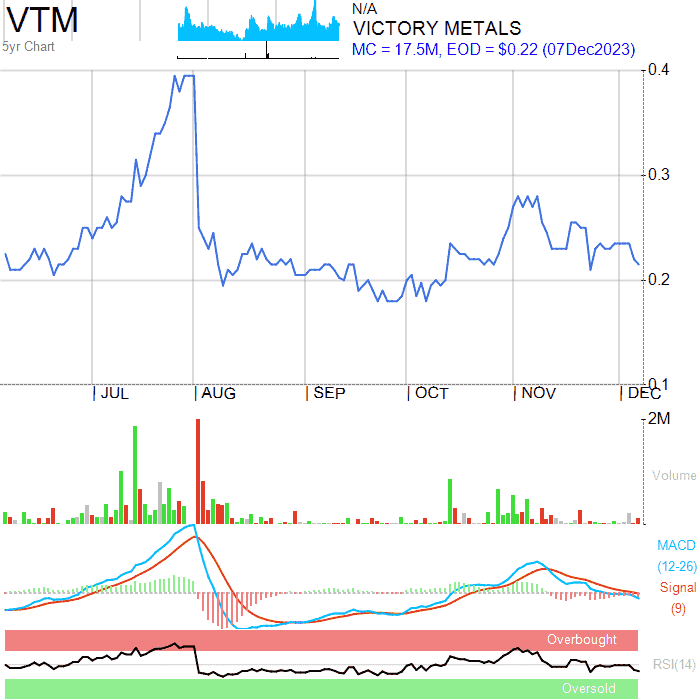 VTM
5yr Chart
N/A
VICTORY METALS
MC = 17.5M, EOD = $0.22 (07Dec2023)
0.4
0.3
0.2
0.1
| JUL | AUG | SEP | OCT | NOV | DEC
2M
Volume
MACD
(12-26)
Signal
(9)
Overbought
RSI(14)
Oversold